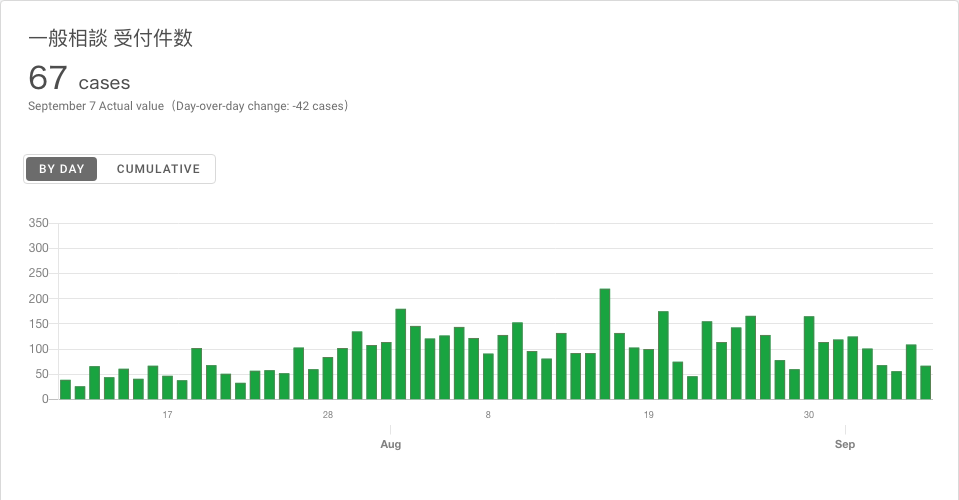 一般相談 受付件数
67 cases
September 7 Actual value（Day-over-day change: -42 cases）
BY DAY CUMULATIVE
350
300
250
200
150
100
50
0
17 28 8 19 30
Aug Sep